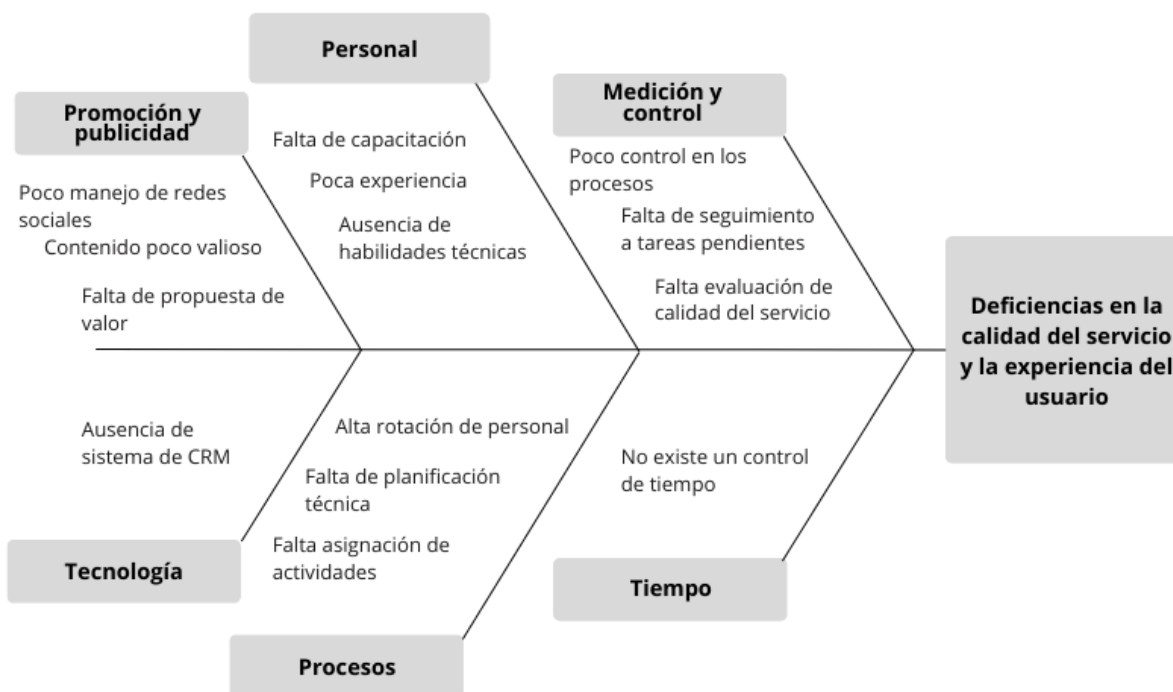 Promoción y
publicidad
Poco manejo de redes
sociales
Contenido poco valioso
Falta de propuesta de
valor
Personal
Falta de capacitación
Poca experiencia
Ausencia de
habilidades técnicas
Medición y
control
Poco control en los
procesos
Falta de seguimiento
a tareas pendientes
Falta evaluación de
calidad del servicio
Deficiencias en la
calidad del servicio
y la experiencia del
usuario
Ausencia de
sistema de CRM
Tecnología
Alta rotación de personal
Falta de planificación
técnica
Falta asignación de
actividades
Procesos
No existe un control
de tiempo
Tiempo